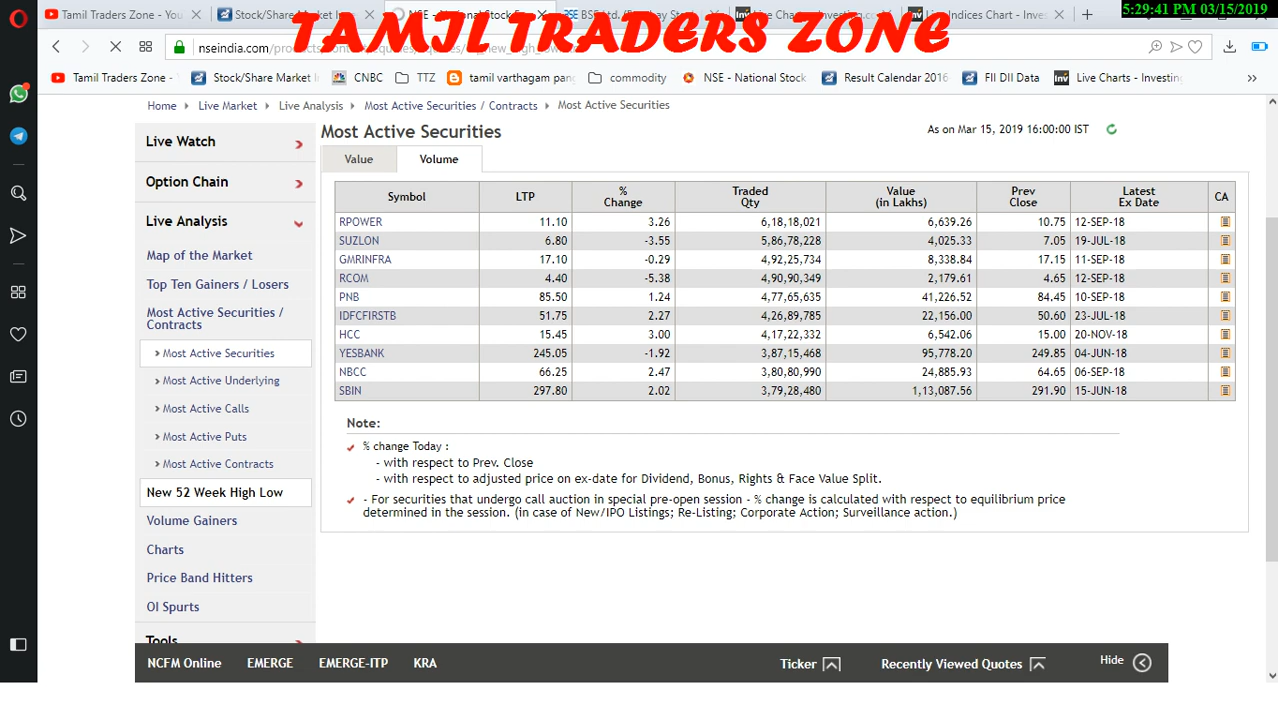 5:29:41 PM 03/15/2019
TAMIL TRADERS ZONE
Tamil Traders Zone - You
Stock/Share Market In
nseindia.com/
Tamil Traders Zone -
Stock/Share Market I
CNBC
TTZ
tamil varthagam pang
commodity
NSE - National Stock
Result Calendar 2016
FII DII Data
Live Charts - Investing
Home
Live Market
Live Analysis
Most Active Securities / Contracts
Most Active Securities
Live Watch
Option Chain
Live Analysis
Map of the Market
Top Ten Gainers / Losers
Most Active Securities /
Contracts
Most Active Securities
Most Active Underlying
Most Active Calls
Most Active Puts
Most Active Contracts
New 52 Week High Low
Volume Gainers
Charts
Price Band Hitters
OI Spurts
Tools
Most Active Securities
As on Mar 15, 2019 16:00:00 IST
Value Volume
Symbol LTP % Change Traded Qty Value (in Lakhs) Prev Close Latest Ex Date CA
RPOWER 11.10 3.26 6,18,18,021 6,639.26 10.75 12-SEP-18
SUZLON 6.80 -3.55 5,86,78,228 4,025.33 7.05 19-JUL-18
GMRINFRA 17.10 -0.29 4,92,25,734 8,338.84 17.15 11-SEP-18
RCOM 4.40 -5.38 4,90,90,349 2,179.61 4.65 12-SEP-18
PNB 85.50 1.24 4,77,65,635 41,226.52 84.45 10-SEP-18
IDFCFIRSTB 51.75 2.27 4,26,89,785 22,156.00 50.60 23-JUL-18
HCC 15.45 3.00 4,17,22,332 6,542.06 15.00 20-NOV-18
YESBANK 245.05 -1.92 3,87,15,468 95,778.20 249.85 04-JUN-18
NBCC 66.25 2.47 3,80,80,990 24,885.93 64.65 06-SEP-18
SBIN 297.80 2.02 3,79,28,480 1,13,087.56 291.90 15-JUN-18
Note:
% change Today :
- with respect to Prev. Close
- with respect to adjusted price on ex-date for Dividend, Bonus, Rights & Face Value Split.
- For securities that undergo call auction in special pre-open session - % change is calculated with respect to equilibrium price
determined in the session. (in case of New/IPO Listings; Re-Listing; Corporate Action; Surveillance action.)
NCFM Online EMERGE EMERGE-ITP KRA Ticker Recently Viewed Quotes Hide